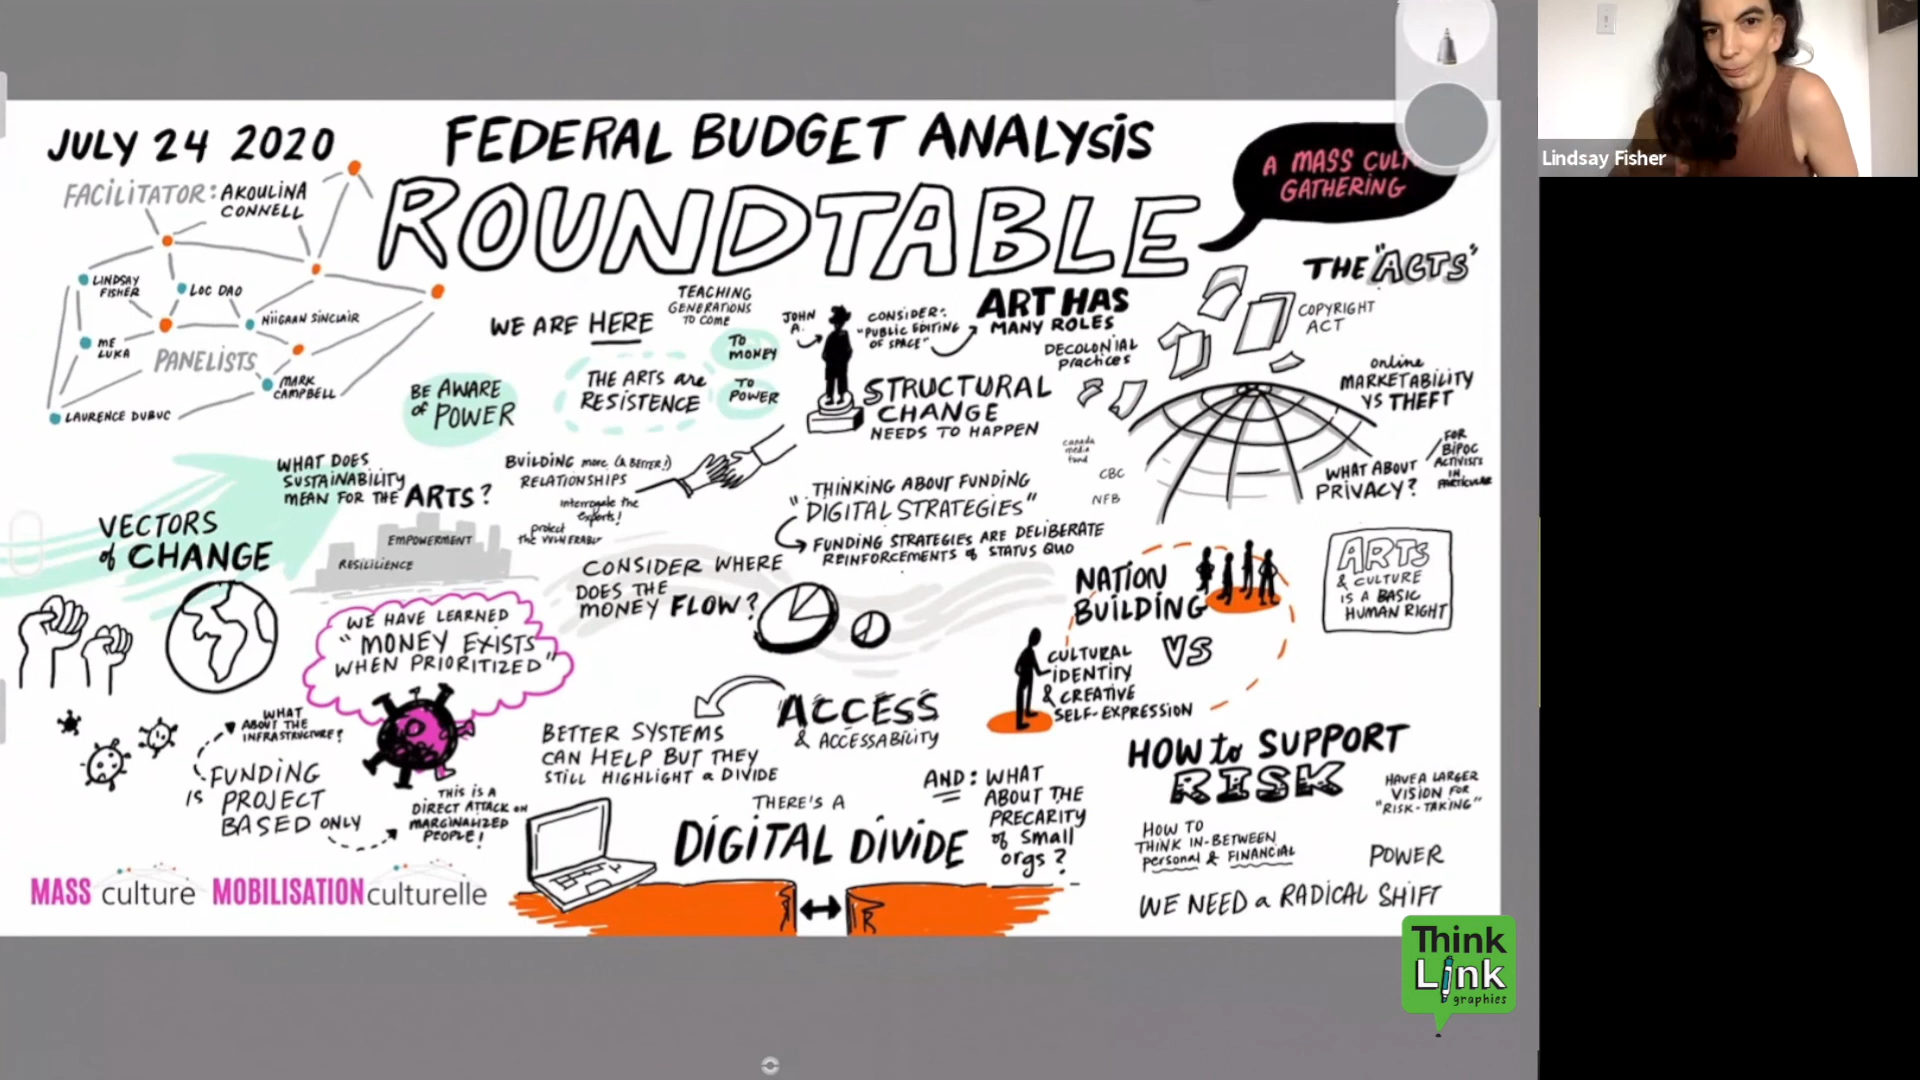 JULY 24 2020
FEDERAL BUDGET ANALYSIS
ROUNDTABLE
A MASS CULT
GATHERING
Lindsay Fisher
FACILITATOR: AKOULINA
CONNELL
LINDSAY
FISHER
LOC DAO
NIIGAAN SINCLAIR
ME
LUKA
PANELISTS
MARK
CAMPBELL
LAURENCE DUBUC
WE ARE HERE
TEACHING
GENERATIONS
TO COME
BE AWARE
of POWER
THE ARTS are
RESISTENCE
TO
MONEY
TO
POWER
JOHN
A.
CONSIDER:
"PUBLIC EDITING
OF SPACE"
ART HAS
MANY ROLES
DECOLONIAL
practices
STRUCTURAL
CHANGE
NEEDS TO HAPPEN
THE "ACTS"
COPYRIGHT
ACT
online
MARKETABILITY
VS THEFT
WHAT ABOUT
PRIVACY?
FOR
BIPOC
ACTIVISTS
IN
PARTICULAR
canada
media
fund
CBC
NFB
WHAT DOES
SUSTAINABILITY
MEAN FOR THE ARTS?
BUILDING more (& BETTER!)
RELATIONSHIPS
interrogate the
experts!
protect
the VULNERABLE
VECTORS
of CHANGE
EMPOWERMENT
RESILILIENCE
THINKING ABOUT FUNDING
"DIGITAL STRATEGIES"
FUNDING STRATEGIES ARE DELIBERATE
REINFORCEMENTS of STATUS QUO
CONSIDER WHERE
DOES THE
MONEY FLOW?
NATION
BUILDING
VS
CULTURAL
IDENTITY
& CREATIVE
SELF-EXPRESSION
ARTS
& CULTURE
IS A BASIC
HUMAN RIGHT
WE HAVE LEARNED
"MONEY EXISTS
WHEN PRIORITIZED"
WHAT
ABOUT THE
INFRASTRUCTURE?
FUNDING
IS PROJECT
BASED ONLY
THIS IS A
DIRECT ATTACK ON
MARGINALIZED
PEOPLE!
ACCESS
& ACCESSABILITY
BETTER SYSTEMS
CAN HELP BUT THEY
STILL HIGHLIGHT a DIVIDE
THERE'S A
DIGITAL DIVIDE
AND: WHAT
ABOUT THE
PRECARITY
of Small
orgs?
HOW to SUPPORT
RISK
HAVE A LARGER
VISION FOR
"RISK-TAKING"
HOW TO
THINK IN-BETWEEN
personal & FINANCIAL
POWER
WE NEED a RADICAL SHIFT
MASS culture MOBILISATION culturelle
Think
Link
graphics